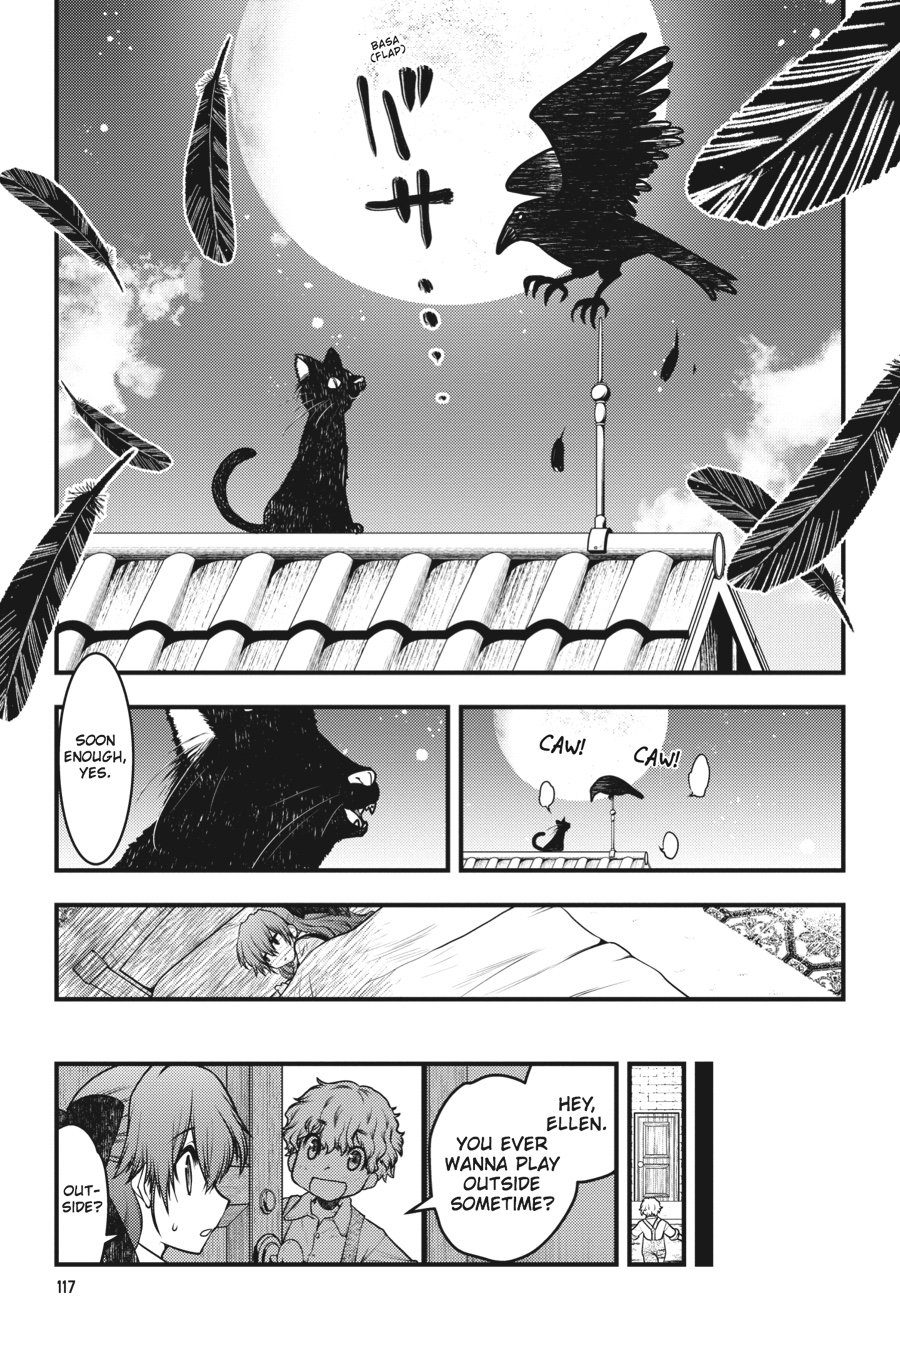 BASA
(FLAP)
バサ・・・
CAW!
CAW!
SOON
ENOUGH,
YES.
HEY,
ELLEN.
YOU EVER
WANNA PLAY
OUTSIDE
SOMETIME?
OUT-
SIDE?
117